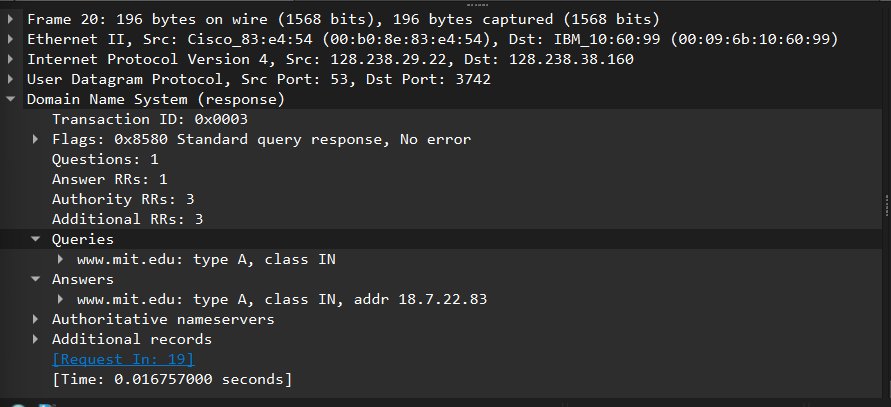 Frame 20: 196 bytes on wire (1568 bits), 196 bytes captured (1568 bits)
Ethernet II, Src: Cisco_83:e4:54 (00:b0:8e:83:e4:54), Dst: IBM_10:60:99 (00:09:6b:10:60:99)
Internet Protocol Version 4, Src: 128.238.29.22, Dst: 128.238.38.160
User Datagram Protocol, Src Port: 53, Dst Port: 3742
Domain Name System (response)
Transaction ID: 0x0003
Flags: 0x8580 Standard query response, No error
Questions: 1
Answer RRs: 1
Authority RRs: 3
Additional RRs: 3
Queries
www.mit.edu: type A, class IN
Answers
www.mit.edu: type A, class IN, addr 18.7.22.83
Authoritative nameservers
Additional records
[Request In: 19]
[Time: 0.016757000 seconds]